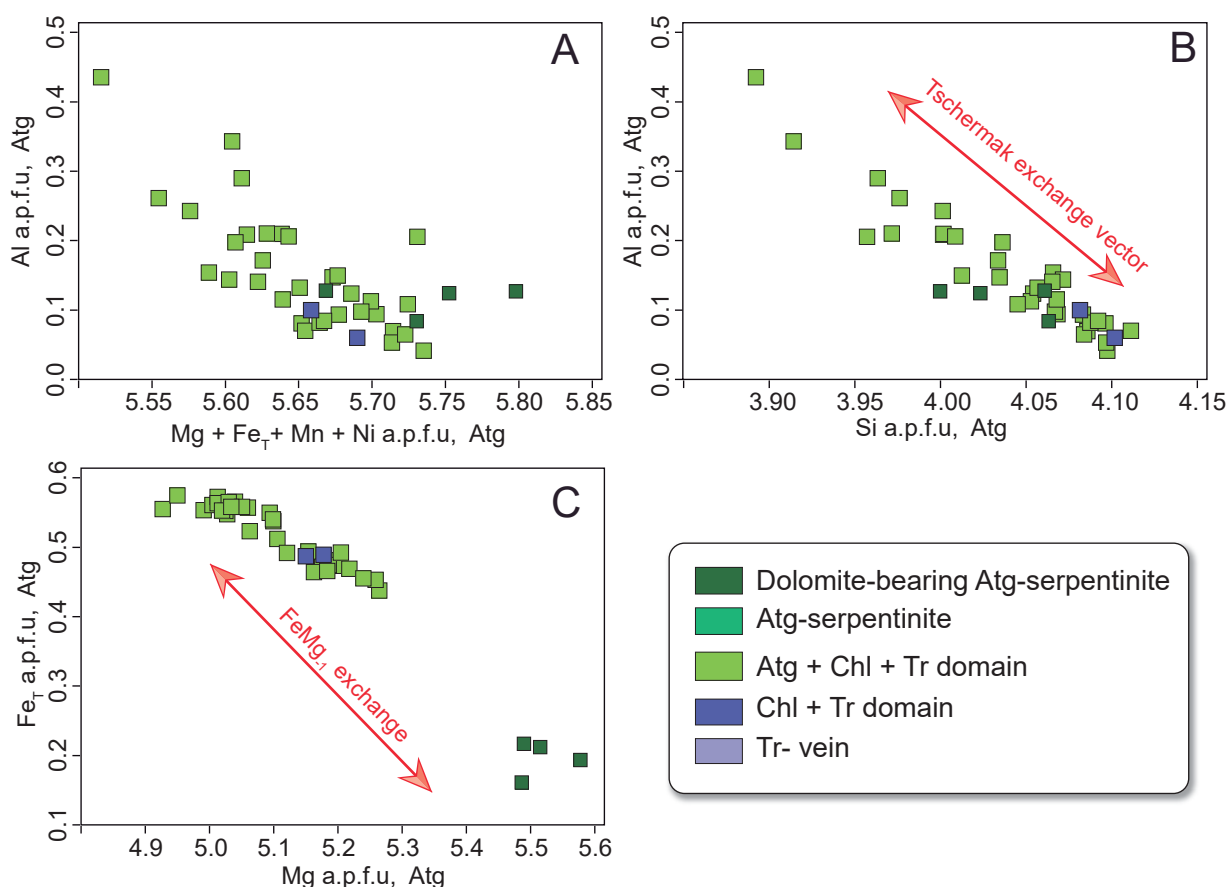 A
Al a.p.f.u, Atg
0.5
0.4
0.3
0.2
0.1
0.0
5.55 5.60 5.65 5.70 5.75 5.80 5.85
Mg + FeT + Mn + Ni a.p.f.u, Atg
B
Al a.p.f.u, Atg
0.5
0.4
0.3
0.2
0.1
0.0
Tschermak exchange vector
3.90 3.95 4.00 4.05 4.10 4.15
Si a.p.f.u, Atg
C
FeT a.p.f.u, Atg
0.6
0.5
0.4
0.3
0.2
0.1
FeMg-1 exchange
4.9 5.0 5.1 5.2 5.3 5.4 5.5 5.6
Mg a.p.f.u, Atg
Dolomite-bearing Atg-serpentinite
Atg-serpentinite
Atg + Chl + Tr domain
Chl + Tr domain
Tr- vein